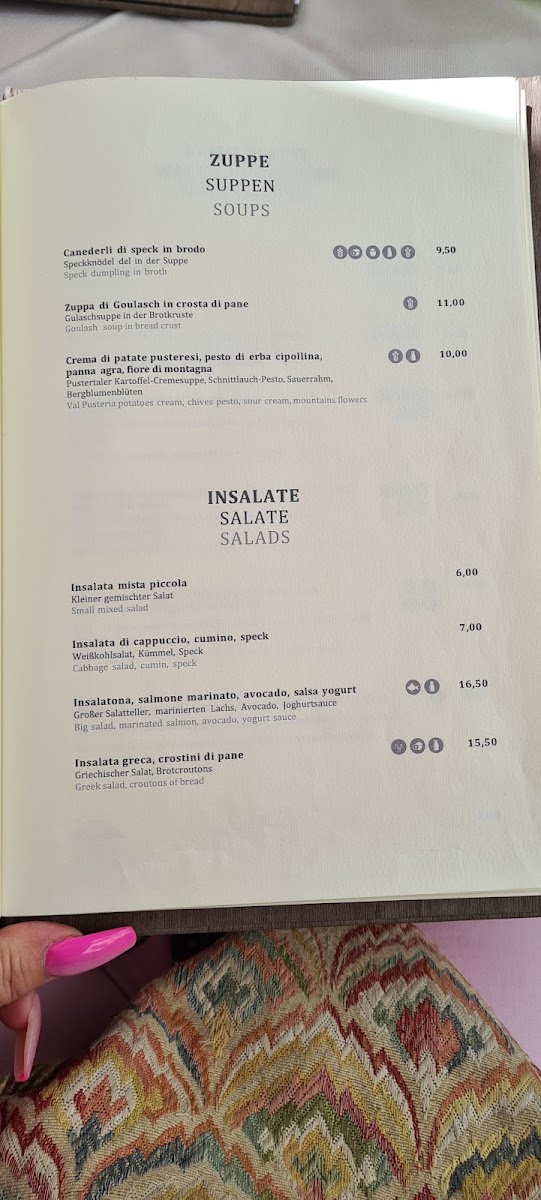 ZUPPE
SUPPEN
SOUPS
Canederli di speck in brodo 9,50
Speckknödel del in der Suppe
Speck dumpling in broth
Zuppa di Goulasch in crosta di pane 11,00
Gulaschsuppe in der Brotkruste
Goulash soup in bread crust
Crema di patate pusteresi, pesto di erba cipollina, 10,00
panna agra, fiore di montagna
Pustertaler Kartoffel-Cremesuppe, Schnittlauch-Pesto, Sauerrahm,
Bergblumenblüten
Val Pusteria potatoes cream, chives pesto, sour cream, mountains flowers
INSALATE
SALATE
SALADS
Insalata mista piccola 6,00
Kleiner gemischter Salat
Small mixed salad
Insalata di cappuccio, cumino, speck 7,00
Weißkohlsalat, Kümmel, Speck
Cabbage salad, cumin, speck
Insalatona, salmone marinato, avocado, salsa yogurt 16,50
Großer Salatteller, marinierten Lachs, Avocado, Joghurtsauce
Big salad, marinated salmon, avocado, yogurt sauce
Insalata greca, crostini di pane 15,50
Griechischer Salat, Brotcroutons
Greek salad, croutons of bread